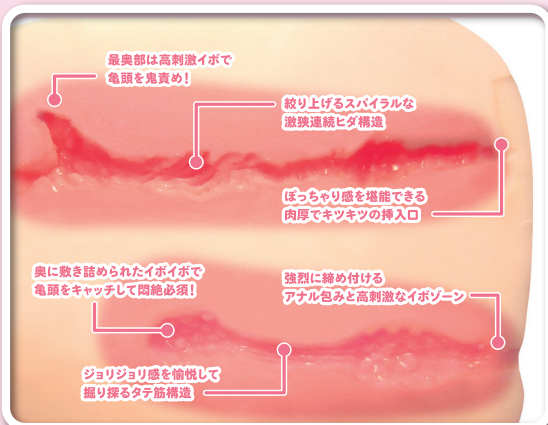 最奥部は高刺激イボで
亀頭を鬼責め!
絞り上げるスパイラルな
激狭連続ヒダ構造
ぽっちゃり感を堪能できる
肉厚でキツキツの挿入口
奥に敷き詰められたイボイボで
亀頭をキャッチして悶絶必須!
強烈に締め付ける
アナル包みと高刺激なイボゾーン
ジョリジョリ感を愉悦して
掘り探るタテ筋構造